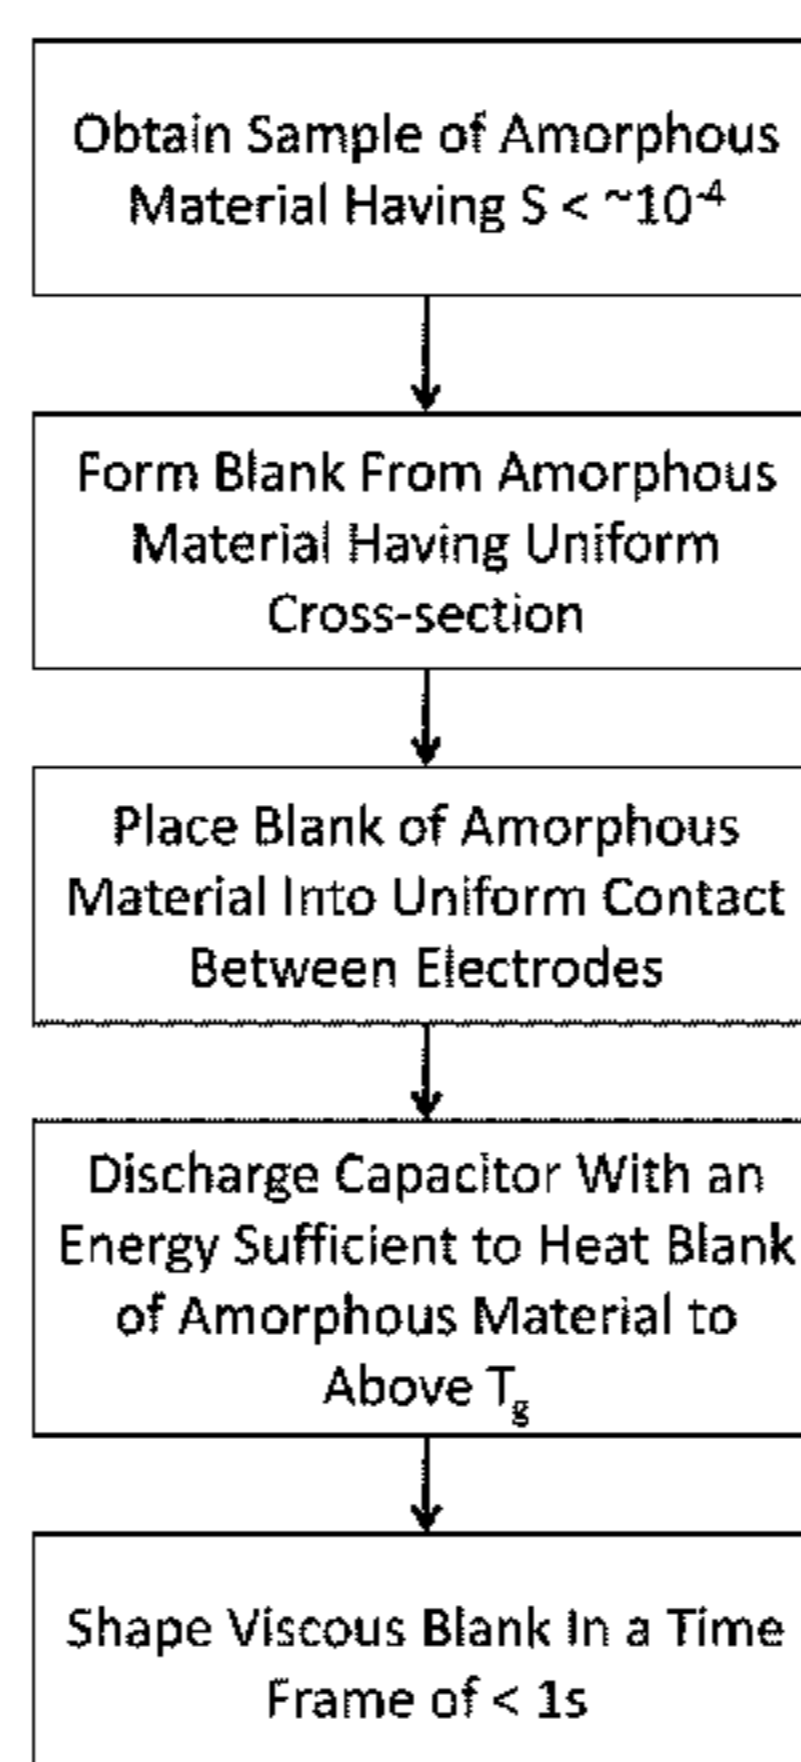 Obtain Sample of Amorphous
Material Having S < ~10⁻⁴
Form Blank From Amorphous
Material Having Uniform
Cross-section
Place Blank of Amorphous
Material Into Uniform Contact
Between Electrodes
Discharge Capacitor With an
Energy Sufficient to Heat Blank
of Amorphous Material to
Above Tg
Shape Viscous Blank In a Time
Frame of < 1s